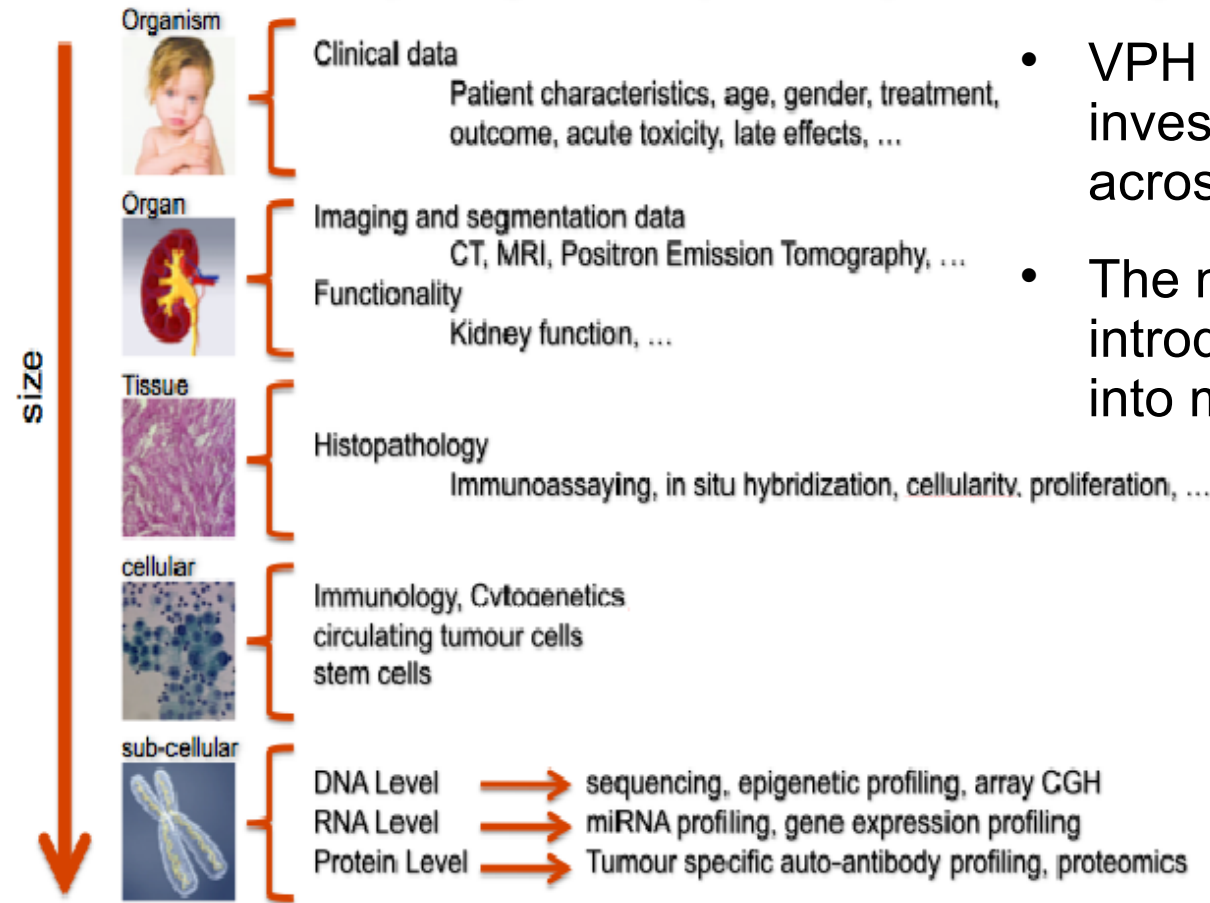 size
Organism
Clinical data
Patient characteristics, age, gender, treatment,
outcome, acute toxicity, late effects, ...
Organ
Imaging and segmentation data
CT, MRI, Positron Emission Tomography, ...
Functionality
Kidney function, ...
Tissue
Histopathology
Immunoassaying, in situ hybridization, cellularity, proliferation, ...
cellular
Immunology, Cytogenetics
circulating tumour cells
stem cells
sub-cellular
DNA Level sequencing, epigenetic profiling, array CGH
RNA Level miRNA profiling, gene expression profiling
Protein Level Tumour specific auto-antibody profiling, proteomics
• VPH
inves
acros
• The
introd
into